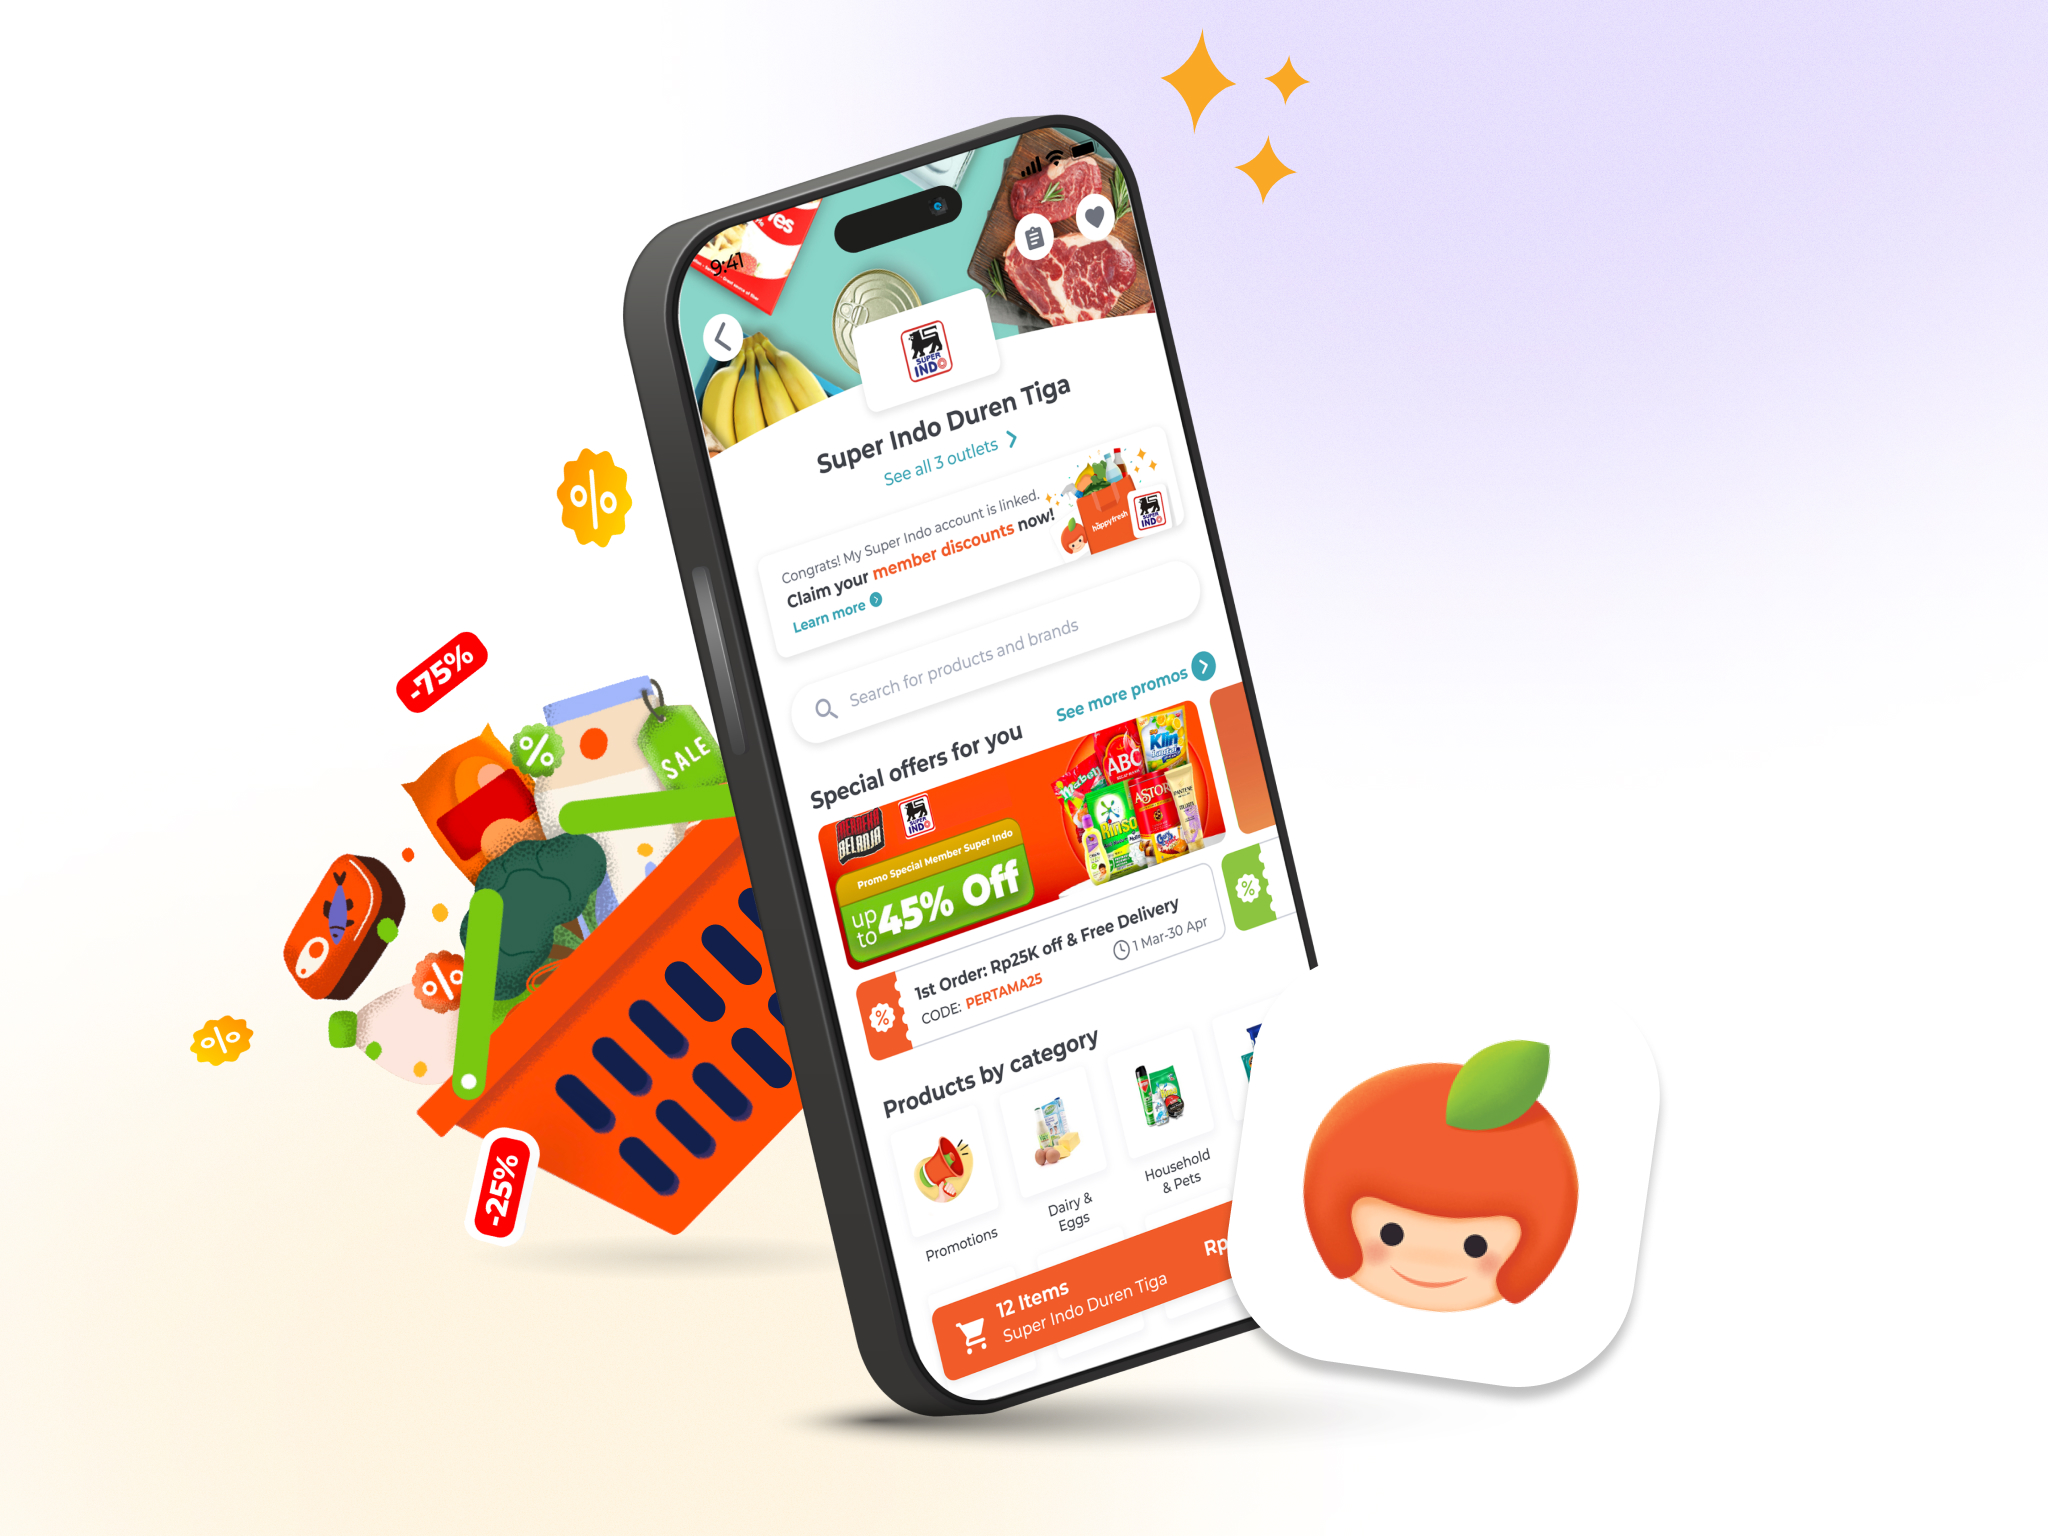 9:41
SUPER
INDO
Super Indo Duren Tiga
See all 3 outlets
Congrats! My Super Indo account is linked.
Claim your member discounts now!
Learn more
happyfresh
SUPER
INDO
Search for products and brands
Special offers for you
See more promos
MERDEKA
BELANJA
SUPER
INDO
Promo Special Member Super Indo
up
to
45% Off
ABC
So Klin
RINSO
ASTOR
PANTENE
1st Order: Rp25K off & Free Delivery
CODE: PERTAMA25
1 Mar-30 Apr
Products by category
Promotions
Dairy &
Eggs
Household
& Pets
12 Items
Super Indo Duren Tiga
Rp
%
-75%
%
SALE
%
%
-25%